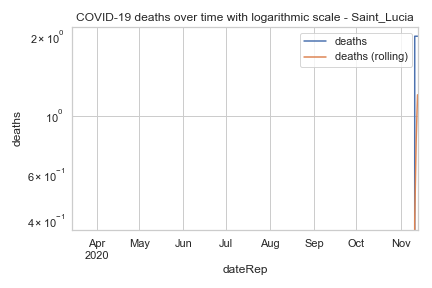 COVID-19 deaths over time with logarithmic scale - Saint_Lucia
deaths
deaths (rolling)
2 × 10⁰
10⁰
6 × 10⁻¹
4 × 10⁻¹
deaths
Apr May Jun Jul Aug Sep Oct Nov
2020
dateRep